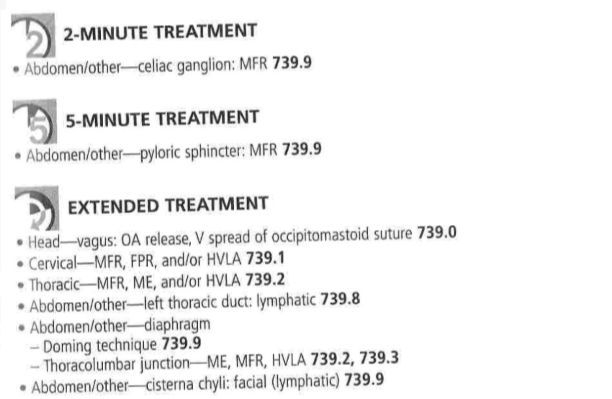 2 2-MINUTE TREATMENT
• Abdomen/other—celiac ganglion: MFR 739.9
5 5-MINUTE TREATMENT
• Abdomen/other—pyloric sphincter: MFR 739.9
EXTENDED TREATMENT
• Head—vagus: OA release, V spread of occipitomastoid suture 739.0
• Cervical—MFR, FPR, and/or HVLA 739.1
• Thoracic—MFR, ME, and/or HVLA 739.2
• Abdomen/other—left thoracic duct: lymphatic 739.8
• Abdomen/other—diaphragm
– Doming technique 739.9
– Thoracolumbar junction—ME, MFR, HVLA 739.2, 739.3
• Abdomen/other—cisterna chyli: facial (lymphatic) 739.9